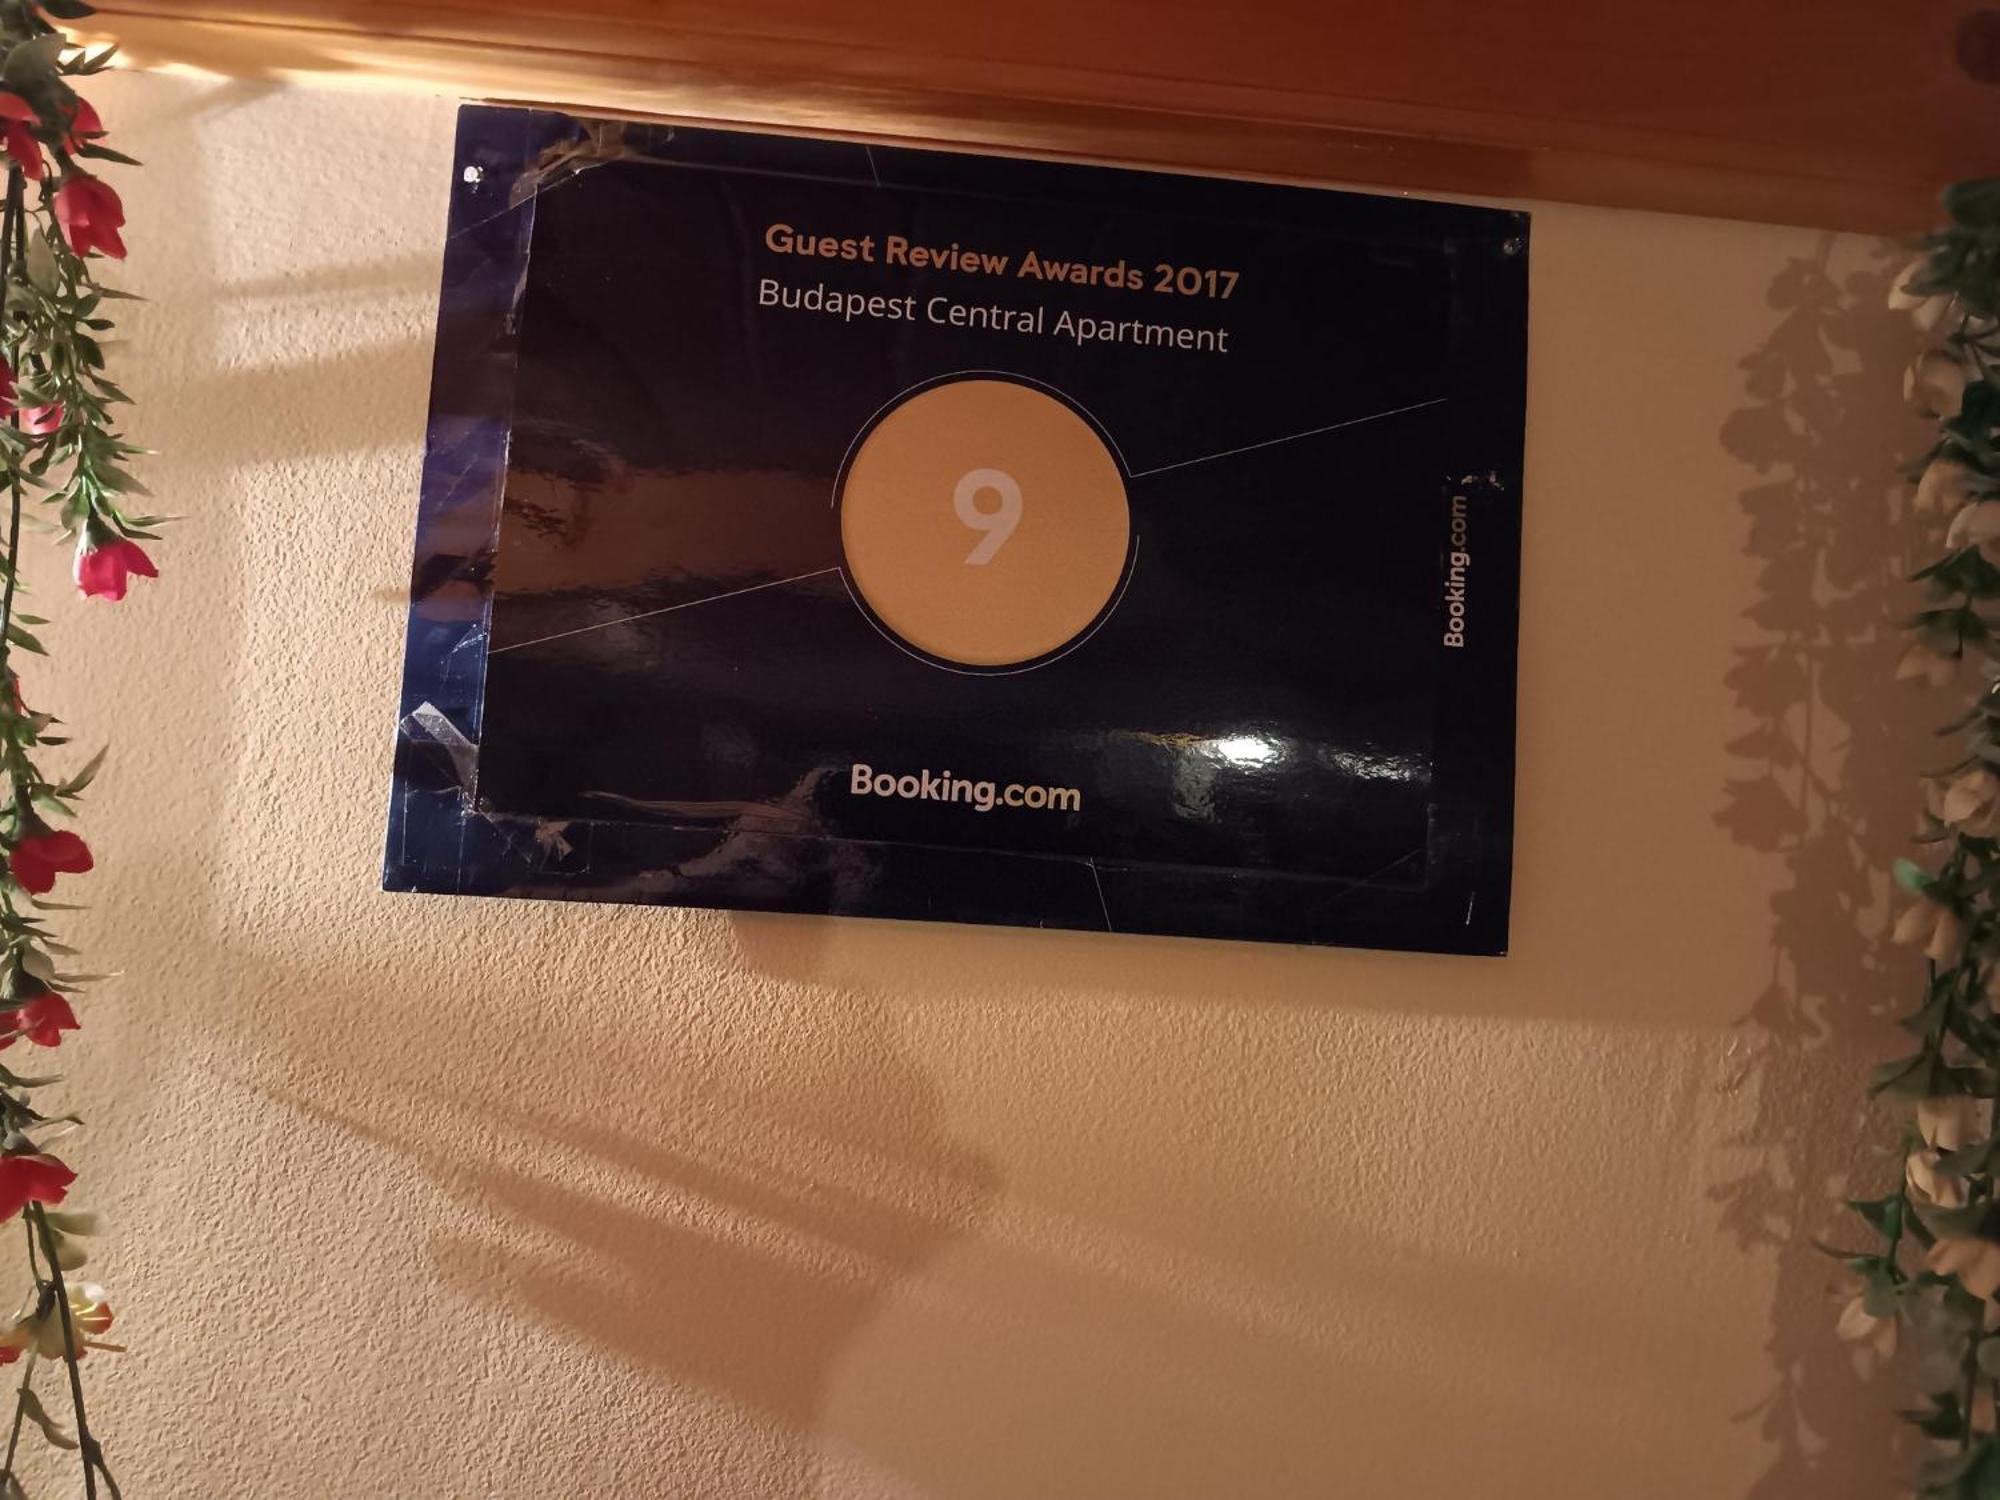 Guest Review Awards 2017
Budapest Central Apartment
9
Booking.com
Booking.com